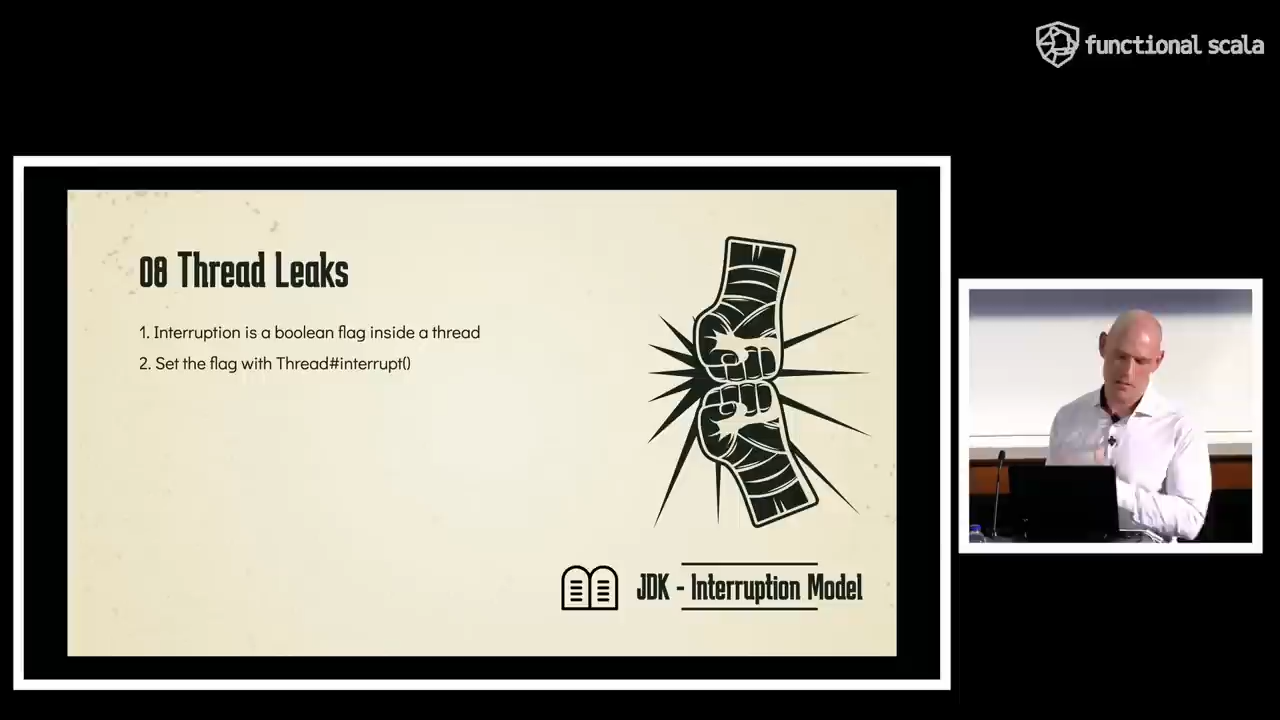 functional scala
08 Thread Leaks
1. Interruption is a boolean flag inside a thread
2. Set the flag with Thread#interrupt()
JDK - Interruption Model